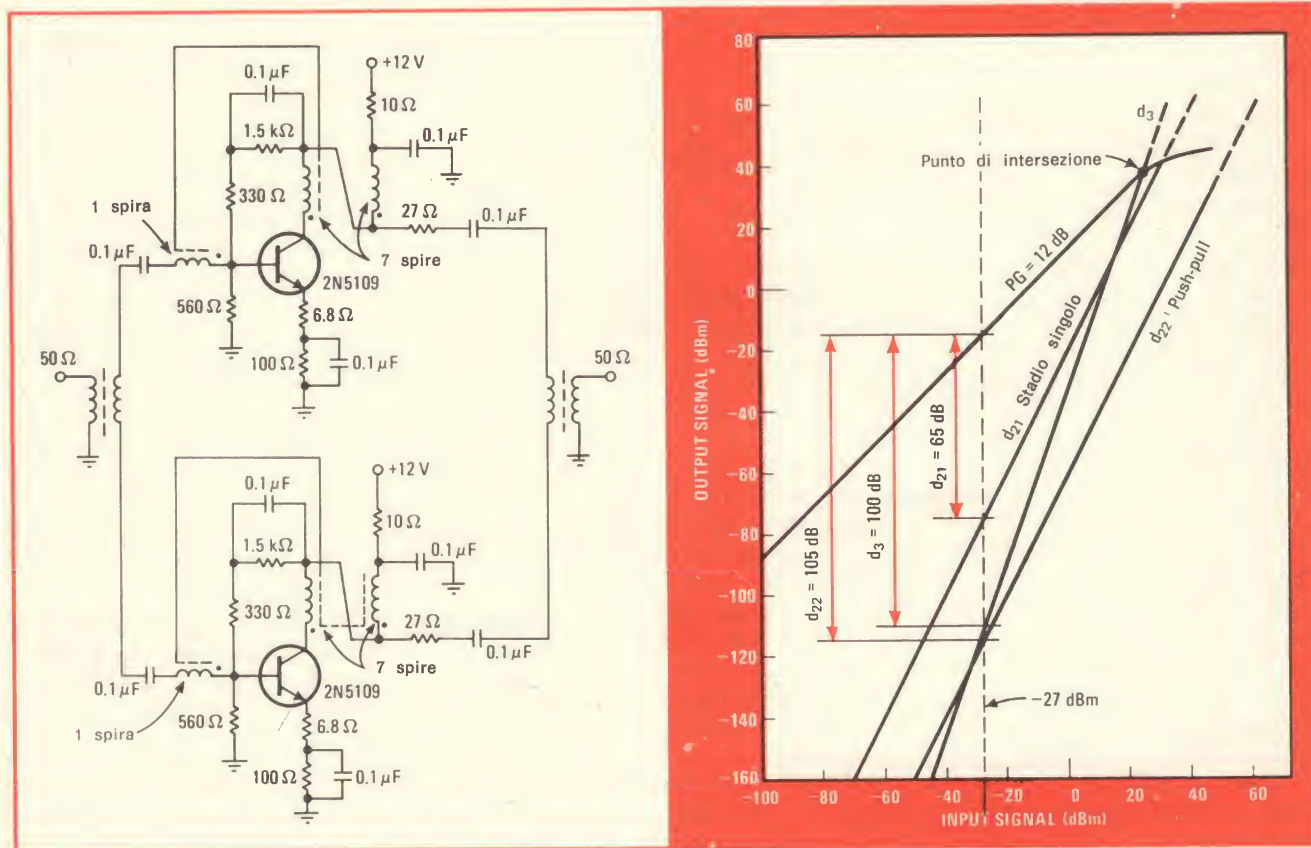 +12 V
0.1 μF
10 Ω
1.5 kΩ
0.1 μF
330 Ω
1 spira
27 Ω
0.1 μF
0.1 μF
7 spire
2N5109
560 Ω
6.8 Ω
100 Ω
0.1 μF
50 Ω
50 Ω
+12 V
0.1 μF
10 Ω
1.5 kΩ
0.1 μF
330 Ω
27 Ω
7 spire
0.1 μF
0.1 μF
2N5109
1 spira
560 Ω
6.8 Ω
100 Ω
0.1 μF
80
60
40
20
0
-20
-40
-60
-80
-100
-120
-140
-160
OUTPUT SIGNAL (dBm)
d3
Punto di intersezione
PG = 12 dB
d21 Stadio singolo
d22' Push-pull
d21 = 65 dB
d3 = 100 dB
d22 = 105 dB
-27 dBm
-100
-80
-60
-40
-20
0
20
40
60
INPUT SIGNAL (dBm)